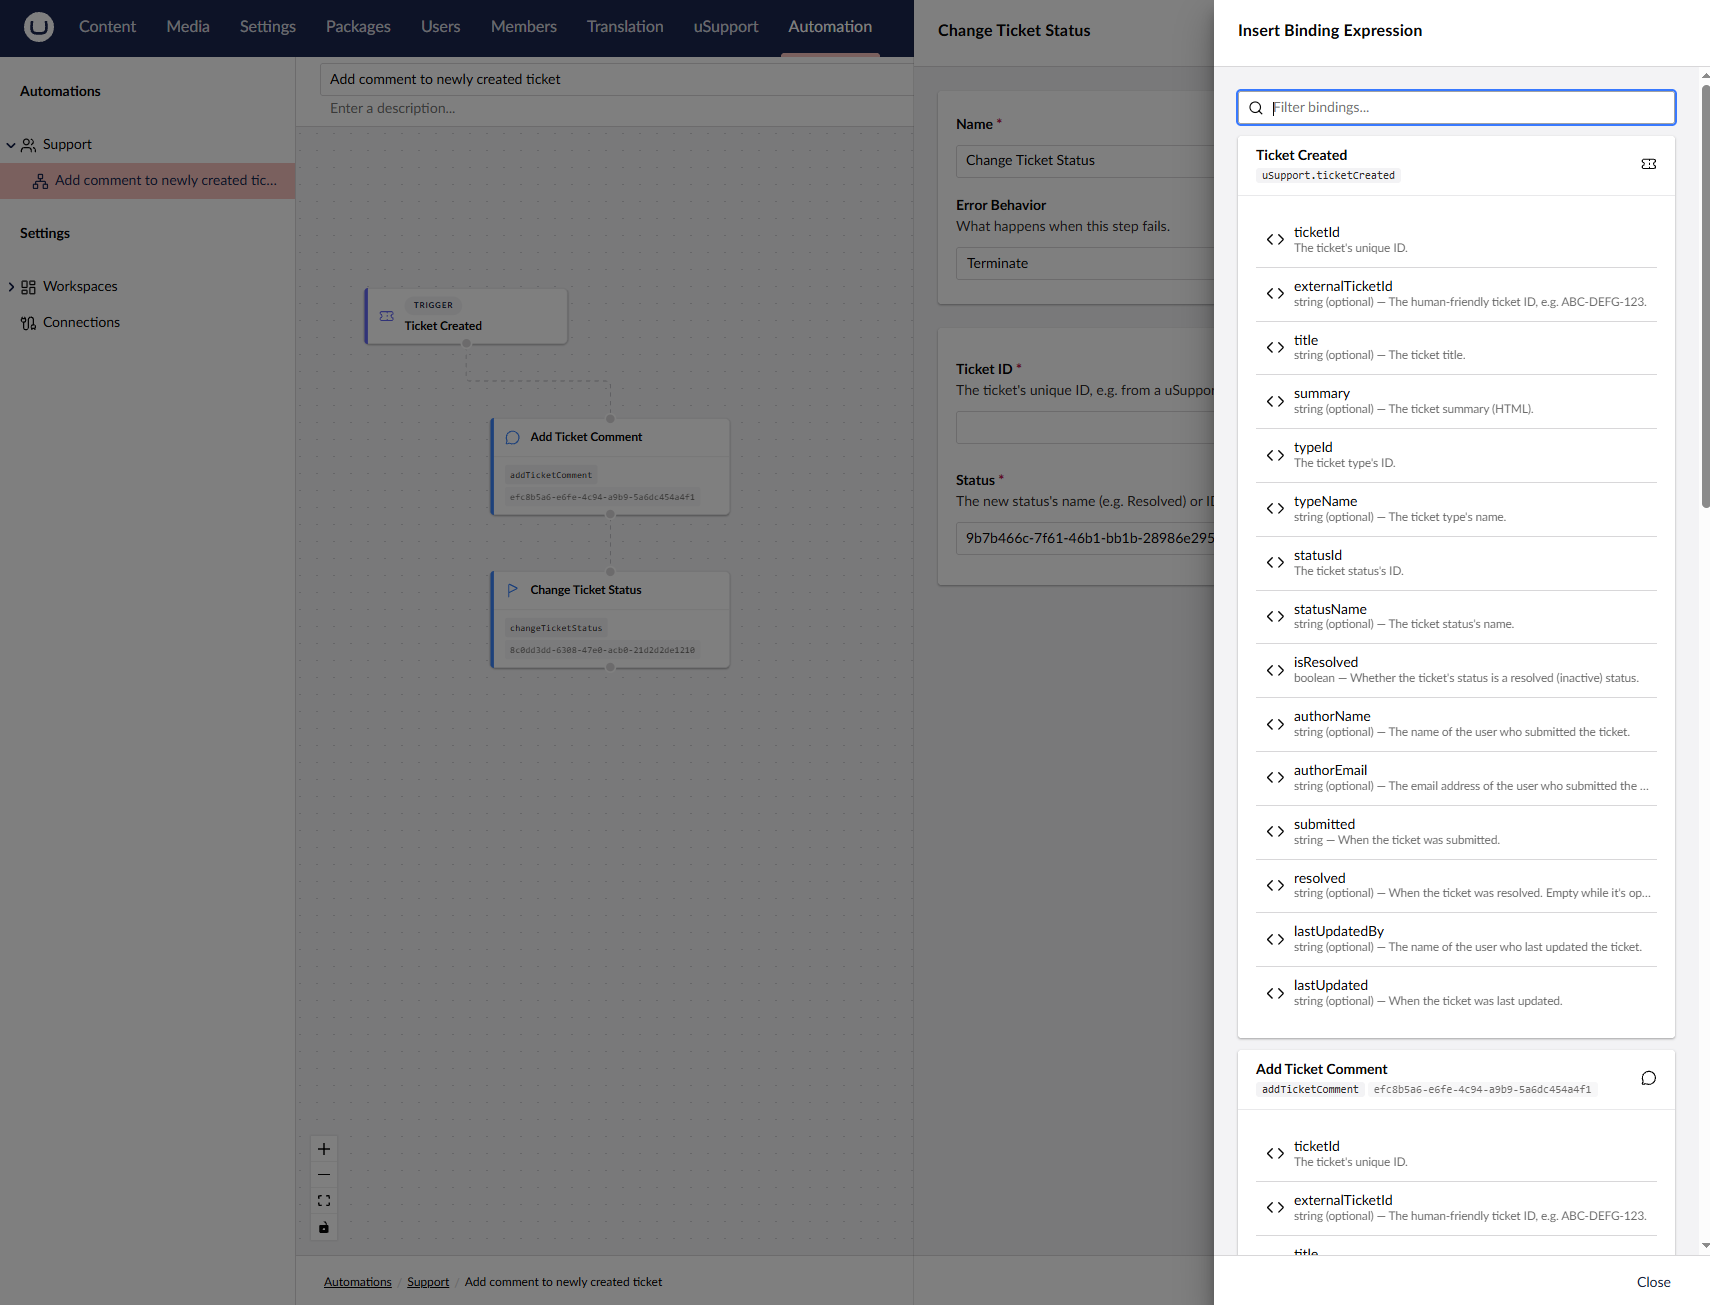 Content
Media
Settings
Packages
Users
Members
Translation
uSupport
Automation
Automations
Support
Add comment to newly created tic...
Settings
Workspaces
Connections
Add comment to newly created ticket
Enter a description...
TRIGGER
Ticket Created
Add Ticket Comment
addTicketComment
efc8b5a6-e6fe-4c94-a9b9-5a6dc454a4f1
Change Ticket Status
changeTicketStatus
8c0dd3dd-6308-47e0-acb0-21d2d2de1210
Automations / Support / Add comment to newly created ticket
Change Ticket Status
Name *
Change Ticket Status
Error Behavior
What happens when this step fails.
Terminate
Ticket ID *
The ticket's unique ID, e.g. from a uSuppor
Status *
The new status's name (e.g. Resolved) or ID
9b7b466c-7f61-46b1-bb1b-28986e295
Insert Binding Expression
Filter bindings...
Ticket Created
uSupport.ticketCreated
ticketId
The ticket's unique ID.
externalTicketId
string (optional) — The human-friendly ticket ID, e.g. ABC-DEFG-123.
title
string (optional) — The ticket title.
summary
string (optional) — The ticket summary (HTML).
typeId
The ticket type's ID.
typeName
string (optional) — The ticket type's name.
statusId
The ticket status's ID.
statusName
string (optional) — The ticket status's name.
isResolved
boolean — Whether the ticket's status is a resolved (inactive) status.
authorName
string (optional) — The name of the user who submitted the ticket.
authorEmail
string (optional) — The email address of the user who submitted the ...
submitted
string — When the ticket was submitted.
resolved
string (optional) — When the ticket was resolved. Empty while it's op...
lastUpdatedBy
string (optional) — The name of the user who last updated the ticket.
lastUpdated
string (optional) — When the ticket was last updated.
Add Ticket Comment
addTicketComment efc8b5a6-e6fe-4c94-a9b9-5a6dc454a4f1
ticketId
The ticket's unique ID.
externalTicketId
string (optional) — The human-friendly ticket ID, e.g. ABC-DEFG-123.
title
Close